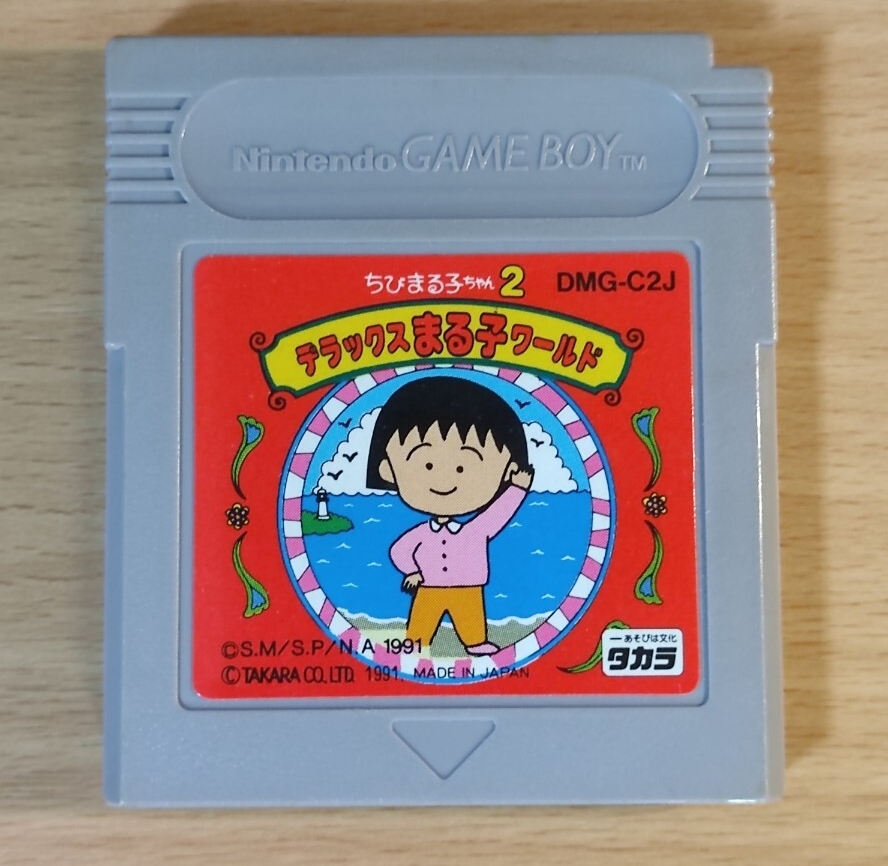 Nintendo GAME BOY TM
ちびまる子ちゃん2 DMG-C2J
デラックスまる子ワールド
©S.M/S.P/N.A 1991
©TAKARA CO.,LTD. 1991. MADE IN JAPAN
あそびは文化
タカラ